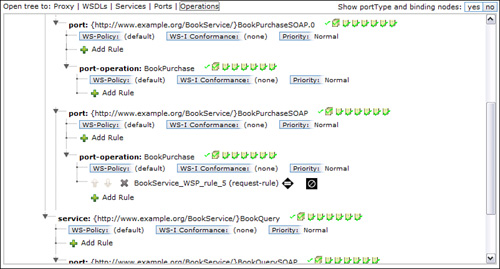 Open tree to: Proxy | WSDLs | Services | Ports | Operations Show portType and binding nodes: yes no
port: {http://www.example.org/BookService/}BookPurchaseSOAP.0
WS-Policy: (default) WS-I Conformance: (none) Priority: Normal
Add Rule
port-operation: BookPurchase
WS-Policy: (default) WS-I Conformance: (none) Priority: Normal
Add Rule
port: {http://www.example.org/BookService/}BookPurchaseSOAP
WS-Policy: (default) WS-I Conformance: (none) Priority: Normal
Add Rule
port-operation: BookPurchase
WS-Policy: (default) WS-I Conformance: (none) Priority: Normal
BookService_WSP_rule_5 (request-rule)
Add Rule
service: {http://www.example.org/BookService/}BookQuery
WS-Policy: (default) WS-I Conformance: (none) Priority: Normal
Add Rule
port: {http://www.example.org/BookService/}BookQuerySOAP